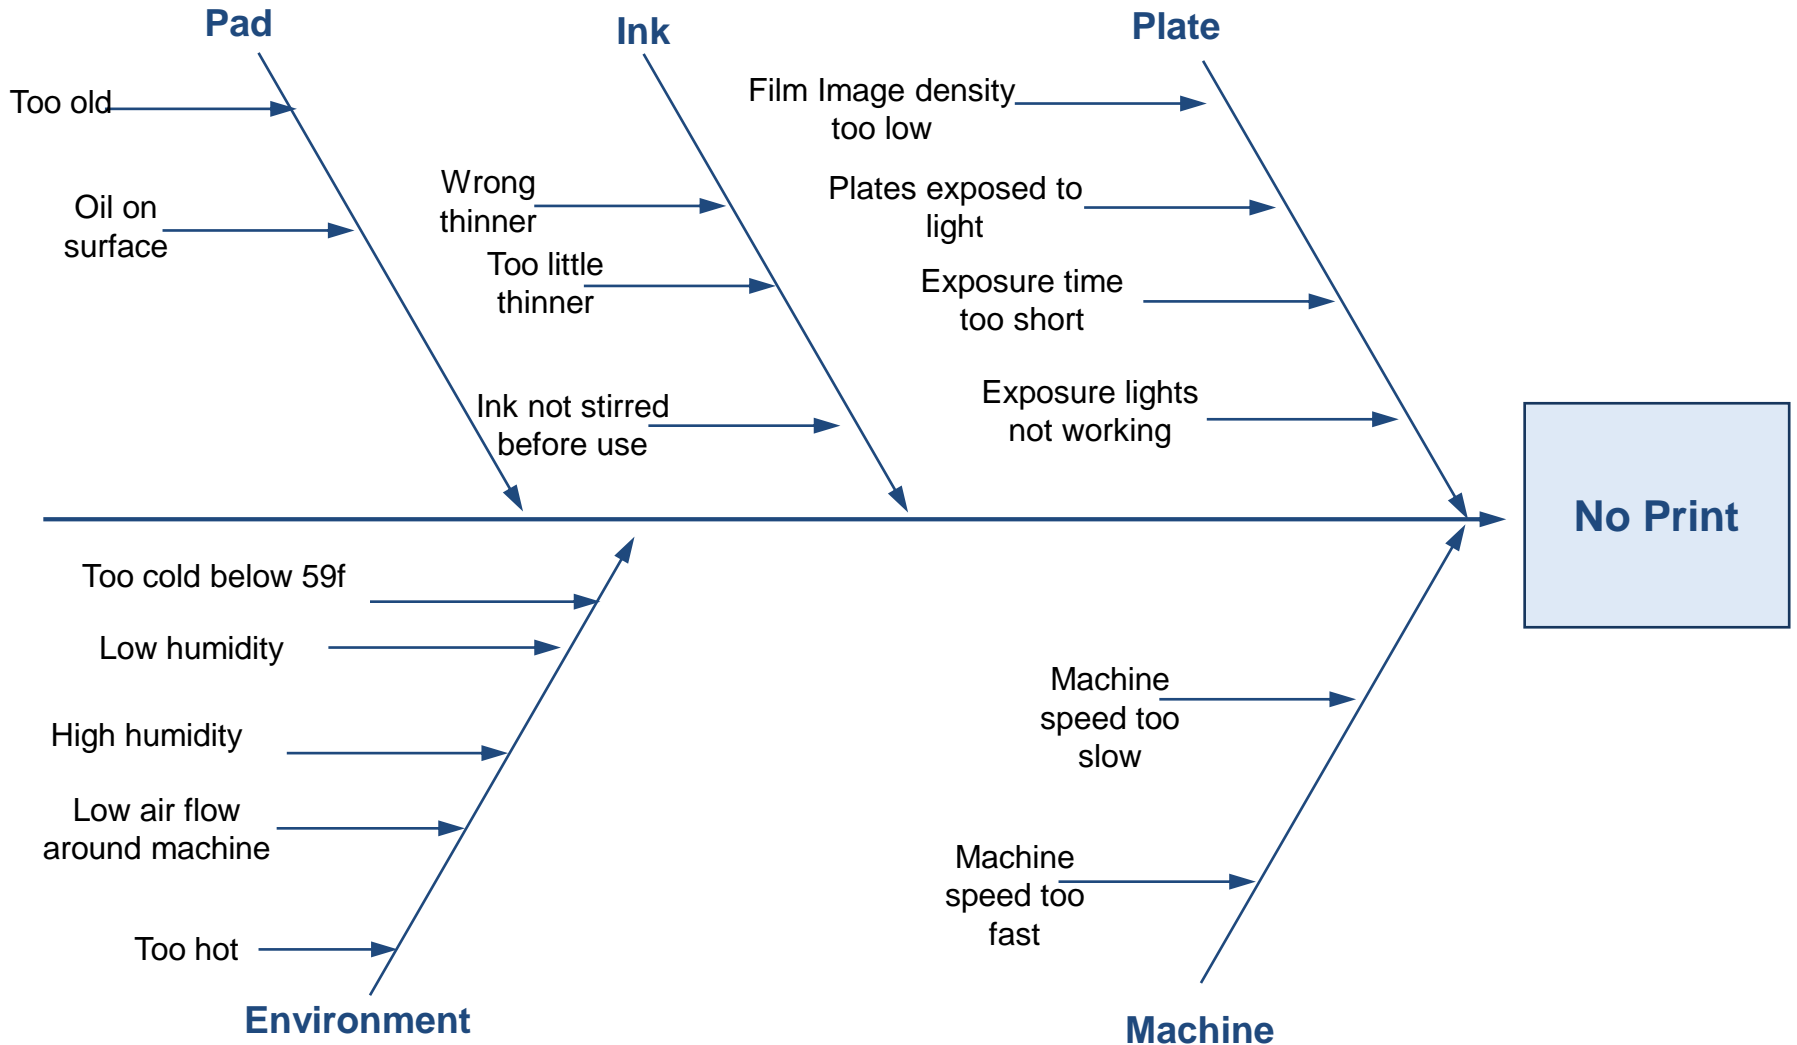 Pad
Ink
Plate
Too old
Oil on
surface
Wrong
thinner
Too little
thinner
Ink not stirred
before use
Film Image density
too low
Plates exposed to
light
Exposure time
too short
Exposure lights
not working
No Print
Too cold below 59f
Low humidity
High humidity
Low air flow
around machine
Too hot
Environment
Machine
speed too
slow
Machine
speed too
fast
Machine